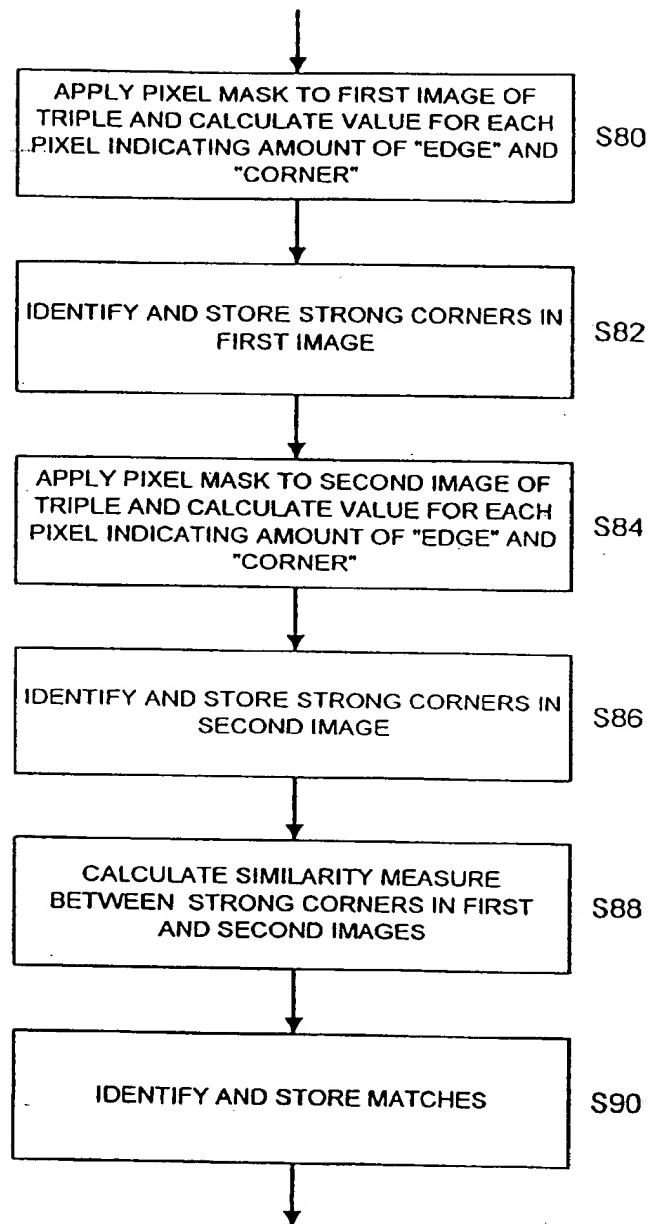 APPLY PIXEL MASK TO FIRST IMAGE OF
TRIPLE AND CALCULATE VALUE FOR EACH
PIXEL INDICATING AMOUNT OF "EDGE" AND
"CORNER"
S80
IDENTIFY AND STORE STRONG CORNERS IN
FIRST IMAGE
S82
APPLY PIXEL MASK TO SECOND IMAGE OF
TRIPLE AND CALCULATE VALUE FOR EACH
PIXEL INDICATING AMOUNT OF "EDGE" AND
"CORNER"
S84
IDENTIFY AND STORE STRONG CORNERS IN
SECOND IMAGE
S86
CALCULATE SIMILARITY MEASURE
BETWEEN STRONG CORNERS IN FIRST
AND SECOND IMAGES
S88
IDENTIFY AND STORE MATCHES
S90